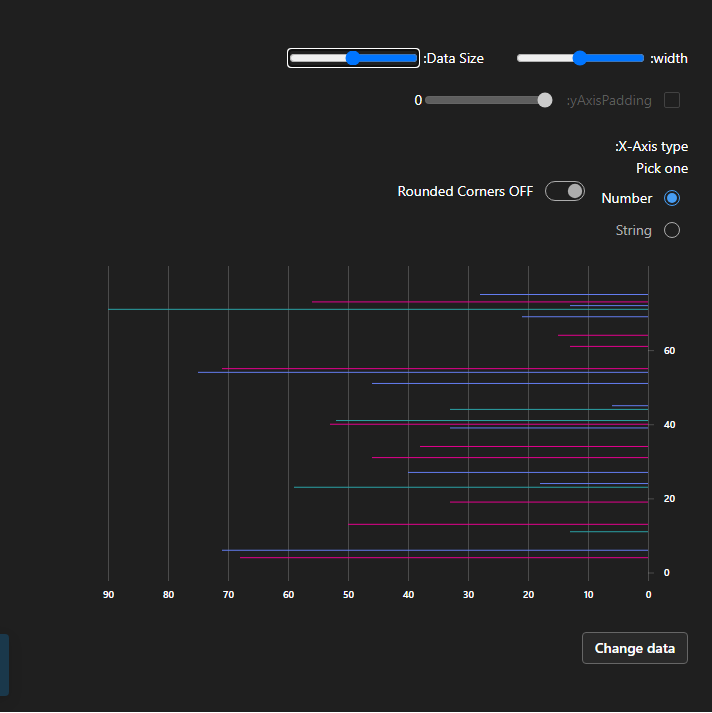 :Data Size :width
0 :yAxisPadding
:X-Axis type
Pick one
Rounded Corners OFF Number
String
60
40
20
0
90 80 70 60 50 40 30 20 10 0
Change data